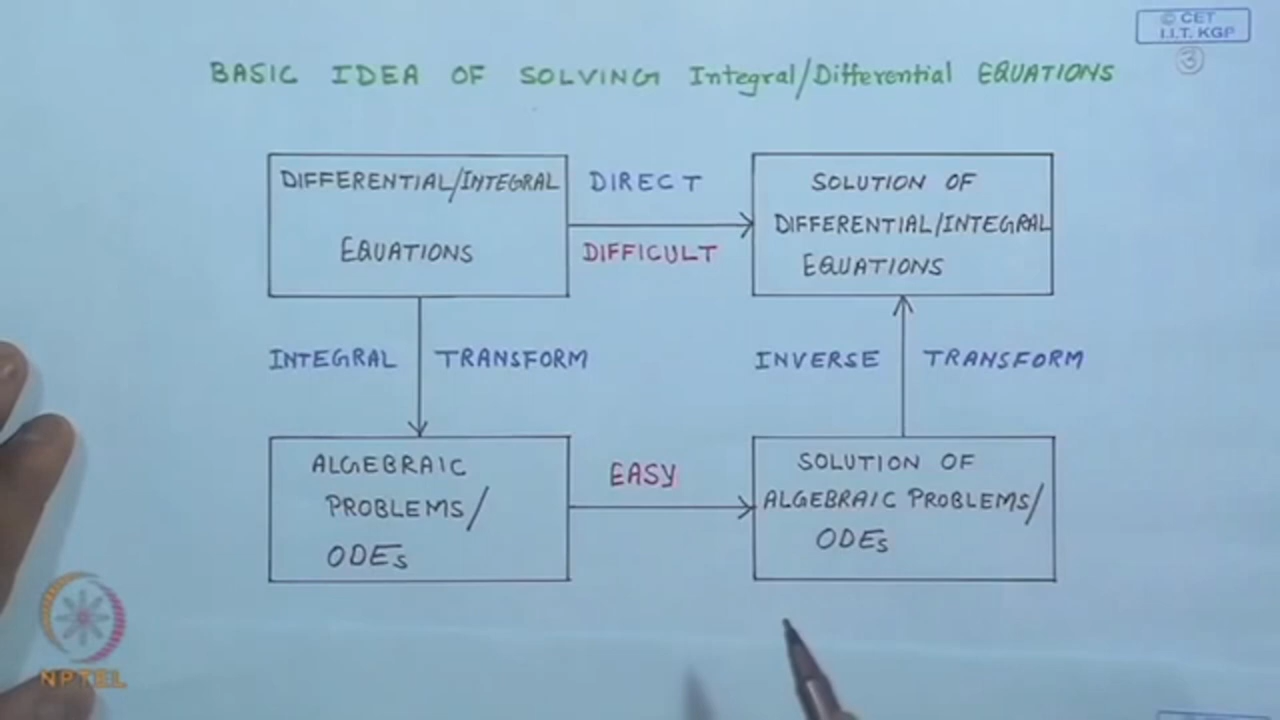 © CET
I.I.T. KGP
3
BASIC IDEA OF SOLVING Integral/Differential EQUATIONS
DIFFERENTIAL/INTEGRAL
EQUATIONS
DIRECT
DIFFICULT
SOLUTION OF
DIFFERENTIAL/INTEGRAL
EQUATIONS
INTEGRAL TRANSFORM
INVERSE TRANSFORM
ALGEBRAIC
PROBLEMS/
ODEs
EASY
SOLUTION OF
ALGEBRAIC PROBLEMS/
ODEs
NPTEL